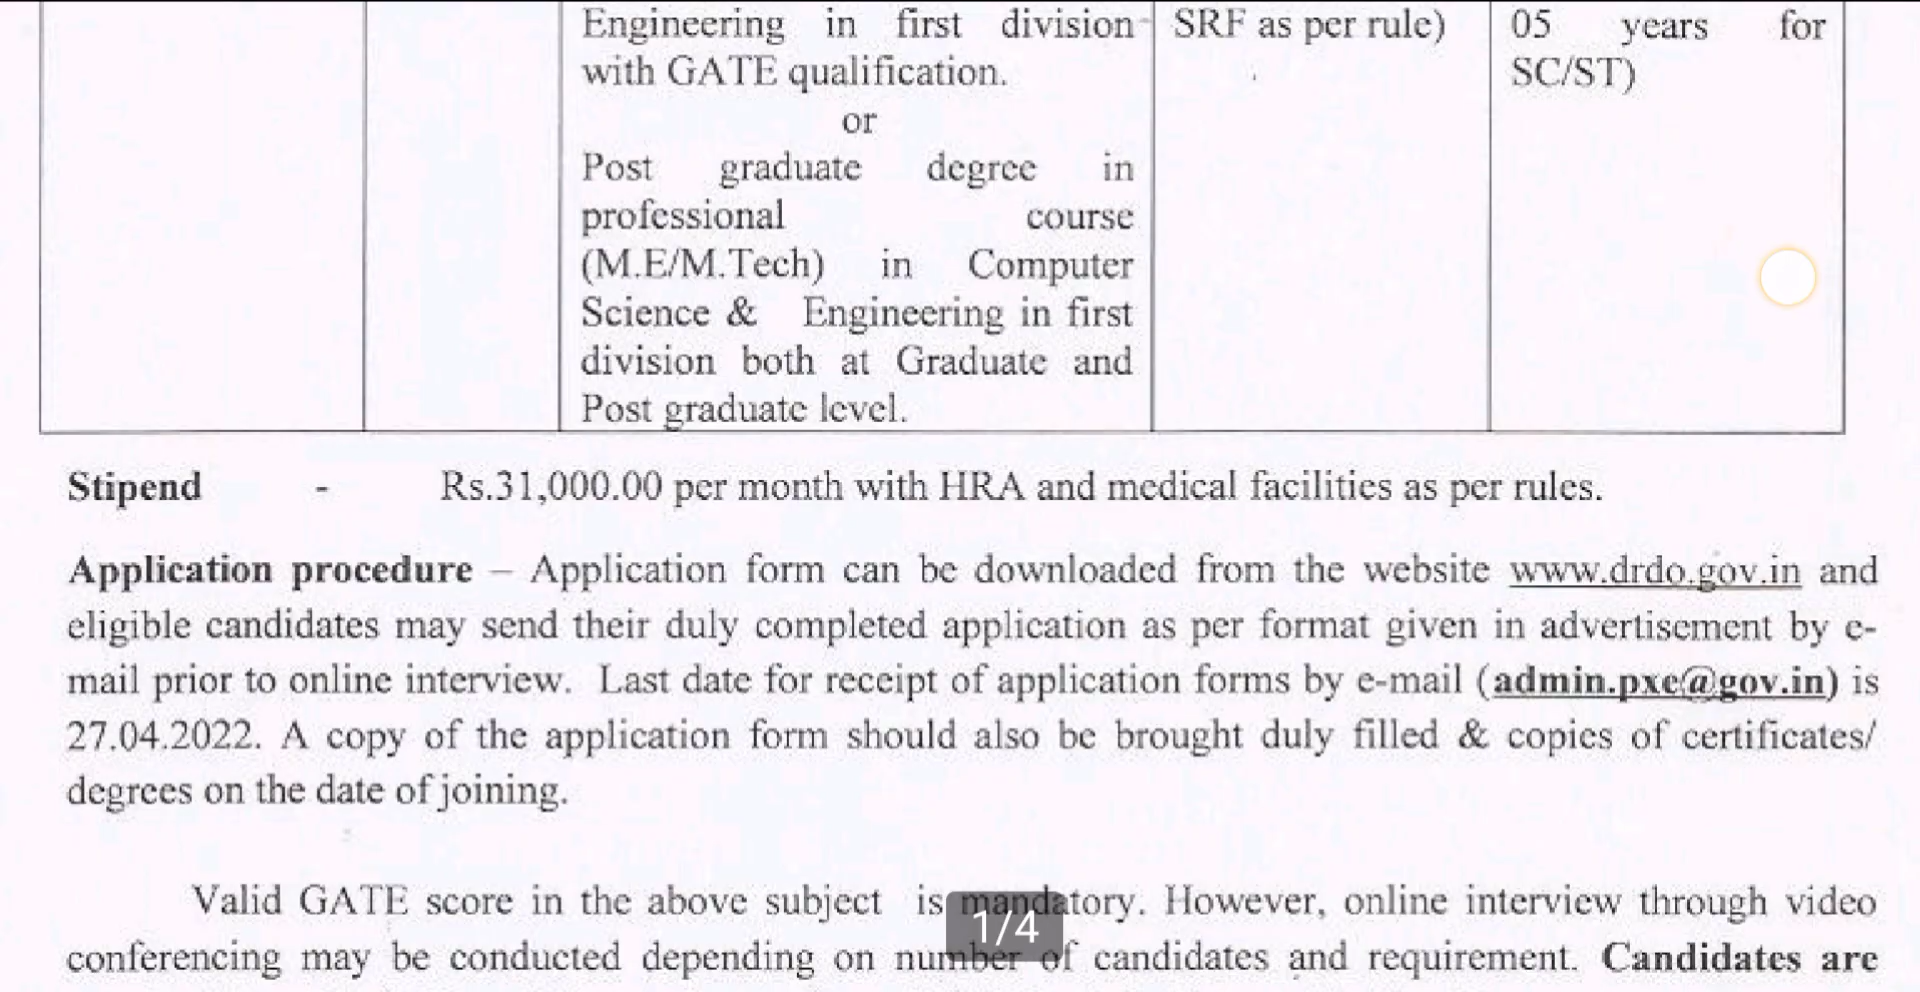 Engineering in first division
with GATE qualification.
or
Post graduate degree in
professional course
(M.E/M.Tech) in Computer
Science & Engineering in first
division both at Graduate and
Post graduate level.
SRF as per rule)
05 years for
SC/ST)
Stipend - Rs.31,000.00 per month with HRA and medical facilities as per rules.
Application procedure – Application form can be downloaded from the website www.drdo.gov.in and
eligible candidates may send their duly completed application as per format given in advertisement by e-
mail prior to online interview. Last date for receipt of application forms by e-mail (admin.pxe@gov.in) is
27.04.2022. A copy of the application form should also be brought duly filled & copies of certificates/
degrees on the date of joining.
Valid GATE score in the above subject is mandatory. However, online interview through video
conferencing may be conducted depending on number of candidates and requirement. Candidates are
1/4